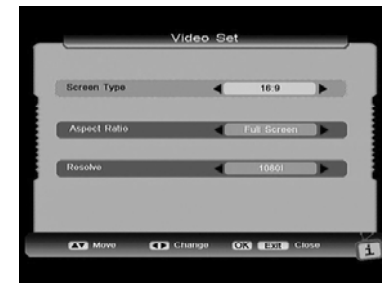 Video Set
Screen Type 16:9
Aspect Ratio Full Screen
Resolve 1080I
Move Change OK Exit Close